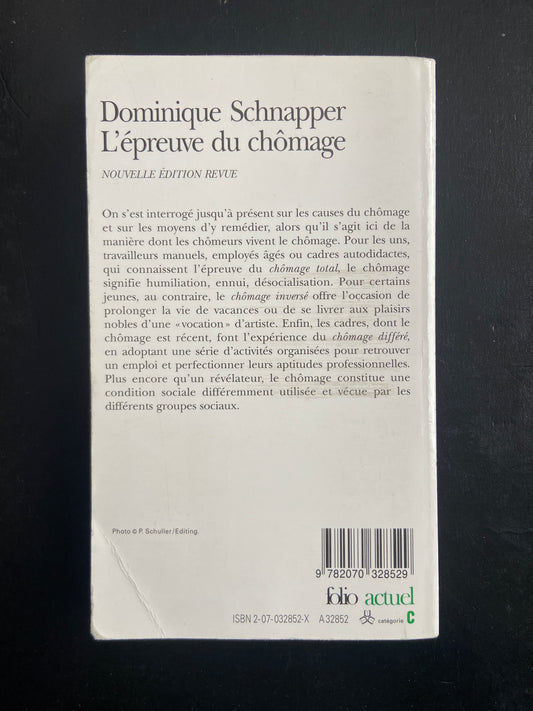 Dominique Schnapper
L'épreuve du chômage
NOUVELLE ÉDITION REVUE
On s'est interrogé jusqu'à présent sur les causes du chômage
et sur les moyens d'y remédier, alors qu'il s'agit ici de la
manière dont les chômeurs vivent le chômage. Pour les uns,
travailleurs manuels, employés âgés ou cadres autodidactes,
qui connaissent l'épreuve du chômage total, le chômage
signifie humiliation, ennui, désocialisation. Pour certains
jeunes, au contraire, le chômage inversé offre l'occasion de
prolonger la vie de vacances ou de se livrer aux plaisirs
nobles d'une « vocation » d'artiste. Enfin, les cadres, dont le
chômage est récent, font l'expérience du chômage différé,
en adoptant une série d'activités organisées pour retrouver
un emploi et perfectionner leurs aptitudes professionnelles.
Plus encore qu'un révélateur, le chômage constitue une
condition sociale différemment utilisée et vécue par les
différents groupes sociaux.
Photo © P. Schuller/Editing.
9 782070 328529
folio actuel
ISBN 2-07-032852-X A 32852 catégorie C